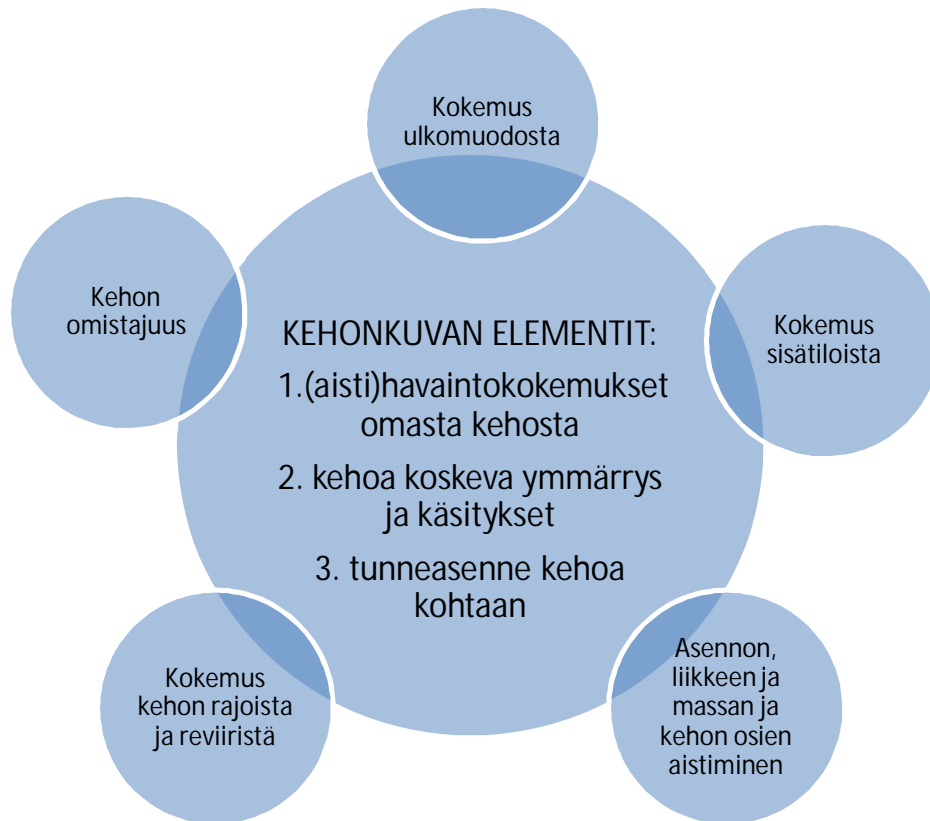 Kokemus
ulkomuodosta
Kehon
omistajuus
Kokemus
sisätiloista
KEHONKUVAN ELEMENTIT:
1.(aisti)havaintokokemukset
omasta kehosta
2. kehoa koskeva ymmärrys
ja käsitykset
3. tunneasenne kehoa
kohtaan
Kokemus
kehon rajoista
ja reviiristä
Asennon,
liikkeen ja
massan ja
kehon osien
aistiminen